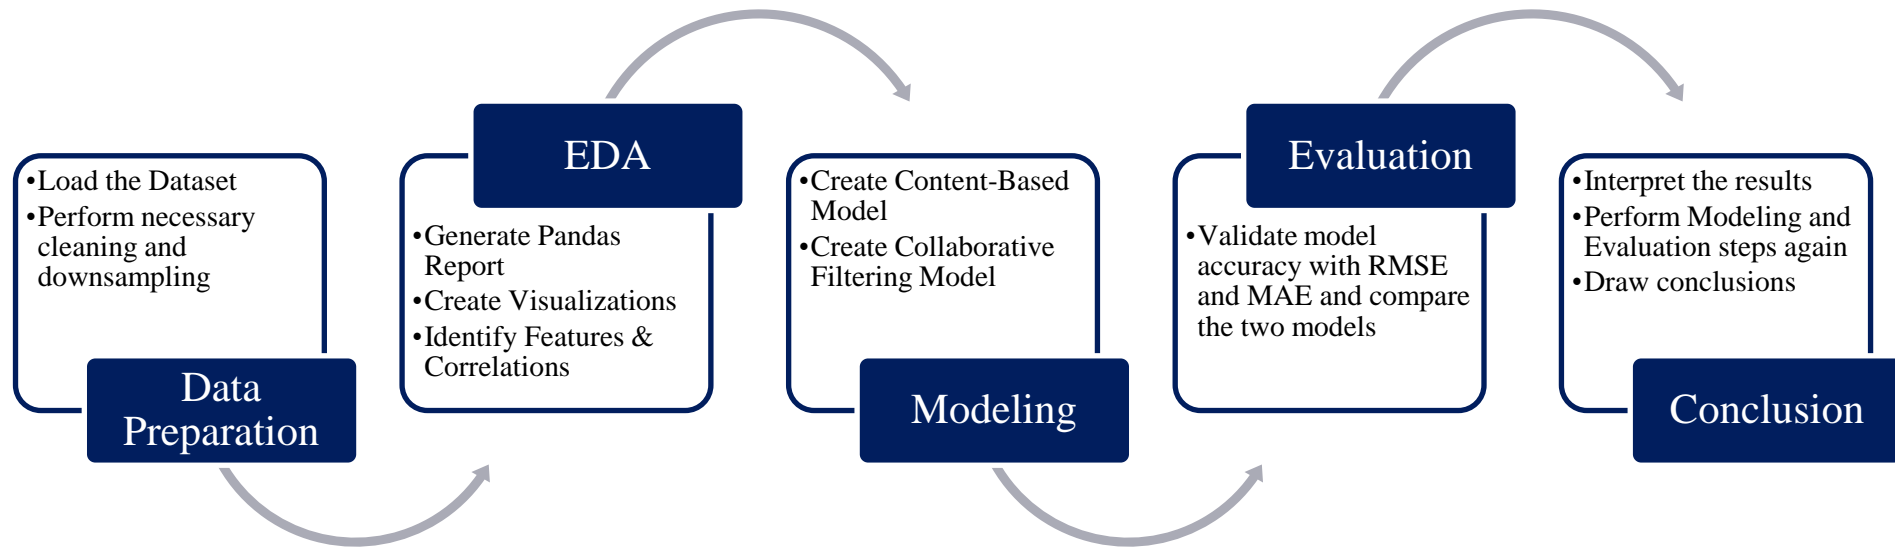 •Load the Dataset
•Perform necessary
cleaning and
downsampling
Data
Preparation
EDA
•Generate Pandas
Report
•Create Visualizations
•Identify Features &
Correlations
•Create Content-Based
Model
•Create Collaborative
Filtering Model
Modeling
Evaluation
•Validate model
accuracy with RMSE
and MAE and compare
the two models
•Interpret the results
•Perform Modeling and
Evaluation steps again
•Draw conclusions
Conclusion